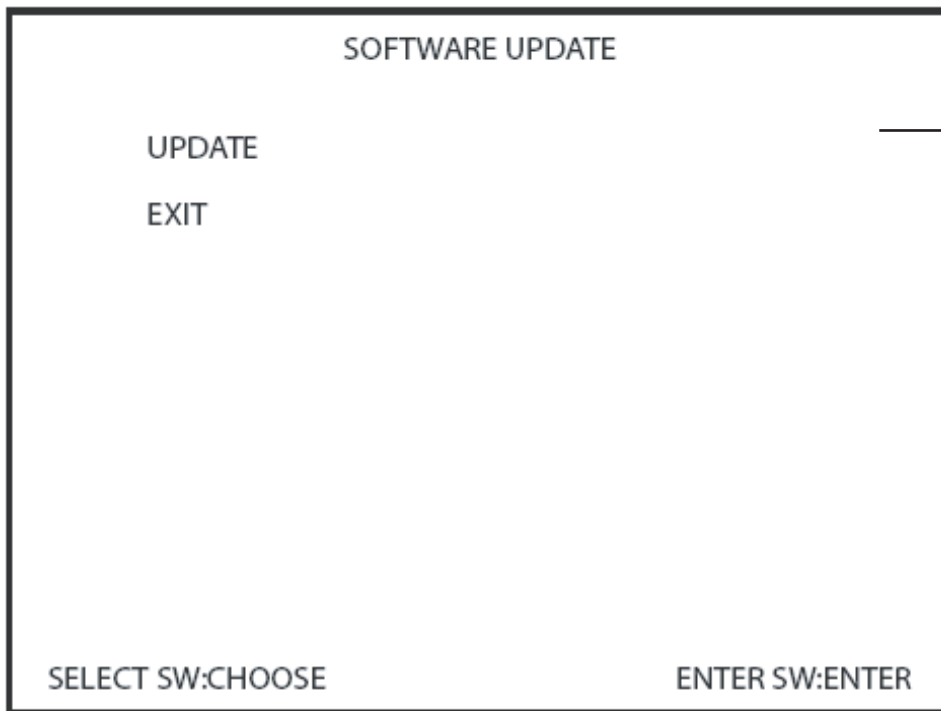 SOFTWARE UPDATE
UPDATE
EXIT
SELECT SW:CHOOSE ENTER SW:ENTER